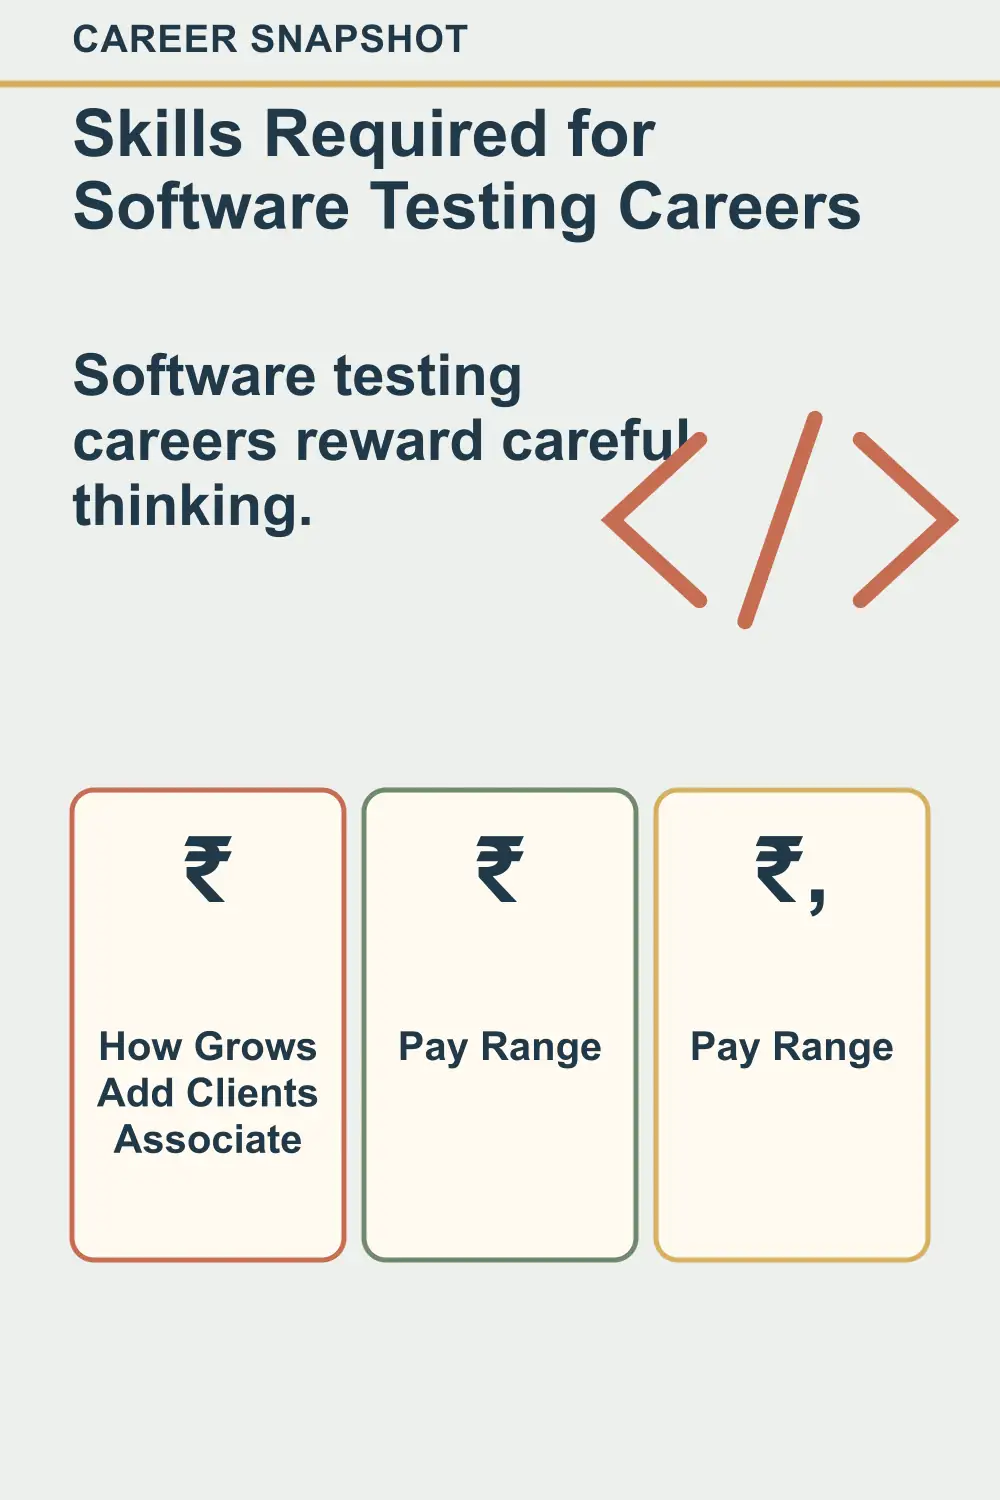 CAREER SNAPSHOT
Skills Required for
Software Testing Careers
Software testing
careers reward careful
thinking.
</>
₹
How Grows
Add Clients
Associate
₹
Pay Range
₹,
Pay Range